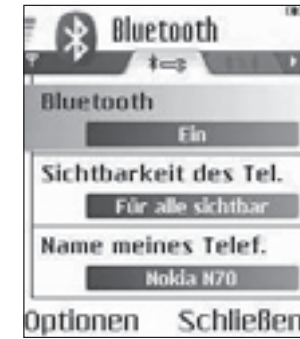 Bluetooth
Bluetooth
Ein
Sichtbarkeit des Tel.
Für alle sichtbar
Name meines Telef.
Nokia N70
Optionen Schließen